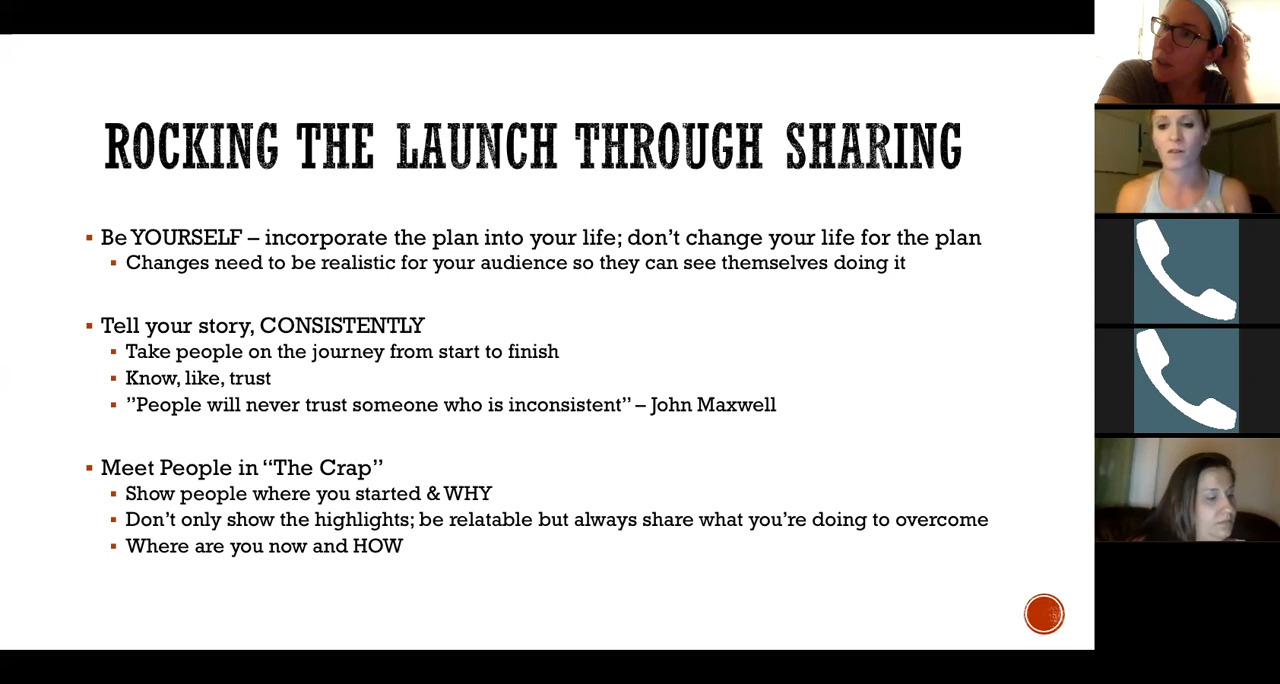 ROCKING THE LAUNCH THROUGH SHARING
▪ Be YOURSELF – incorporate the plan into your life; don’t change your life for the plan
▪ Changes need to be realistic for your audience so they can see themselves doing it
▪ Tell your story, CONSISTENTLY
▪ Take people on the journey from start to finish
▪ Know, like, trust
▪ ”People will never trust someone who is inconsistent” – John Maxwell
▪ Meet People in “The Crap”
▪ Show people where you started & WHY
▪ Don’t only show the highlights; be relatable but always share what you’re doing to overcome
▪ Where are you now and HOW